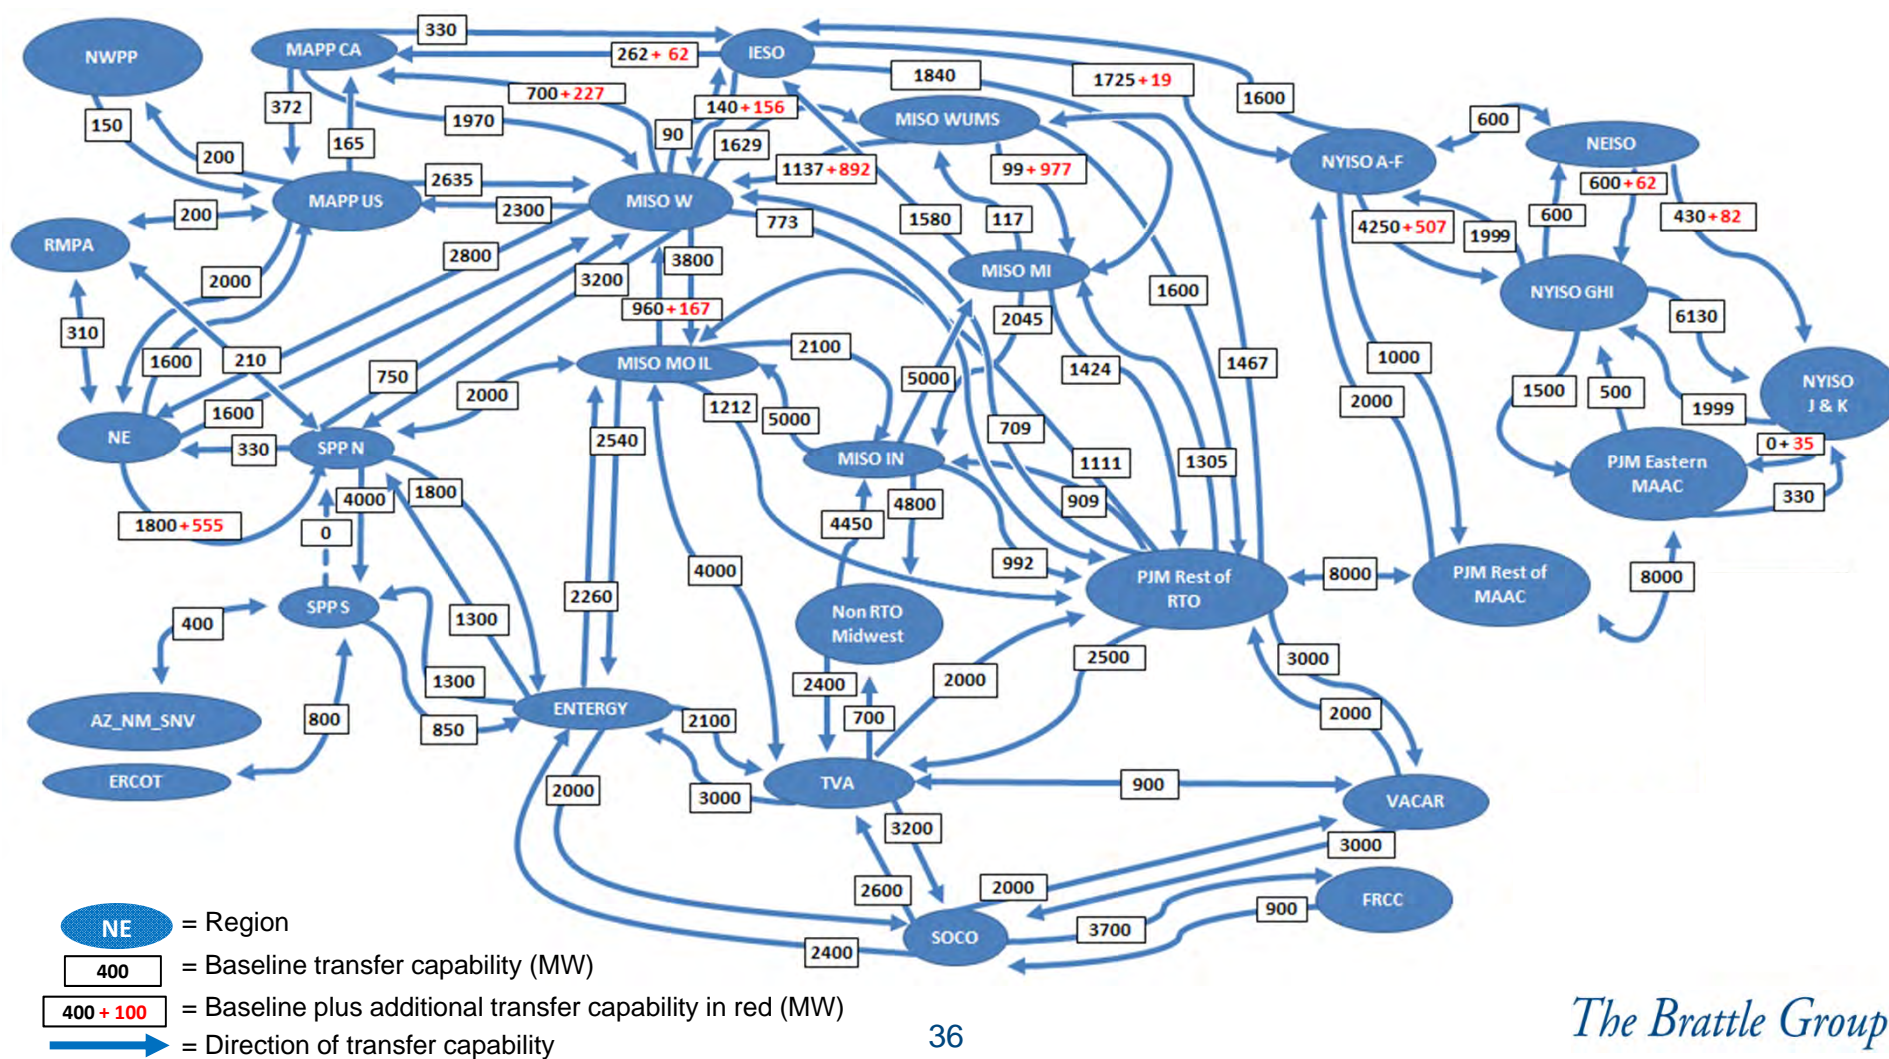 330
NWPP
MAPP CA
262 + 62
IESO
1840
1725 + 19
1600
700 + 227
372
140 + 156
150
1970
90
MISO WUMS
600
NEISO
165
1629
200
1137 + 892
99 + 977
NYISO A-F
600 + 62
2635
MAPP US
2300
MISO W
773
1580
117
600
430 + 82
4250 + 507
1999
200
RMPA
2800
3800
MISO MI
2000
3200
1600
NYISO GHI
960 + 167
2045
6130
310
1600
210
750
MISO MO IL
2100
5000
1424
1467
1000
NYISO
J & K
1500
500
1999
2000
2000
1212
5000
1600
NE
330
SPP N
2540
709
0 + 35
MISO IN
1111
1305
PJM Eastern
MAAC
330
1800
4000
909
4800
4450
1800 + 555
0
992
4000
PJM Rest of
RTO
8000
PJM Rest of
MAAC
8000
SPP S
2260
Non RTO
Midwest
400
1300
2500
3000
1300
2400
2000
AZ_NM_SNV
800
850
ENTERGY
2100
700
2000
ERCOT
2000
3000
TVA
900
VACAR
3200
3000
2600
2000
FRCC
900
SOCO
3700
2400
NE = Region
400 = Baseline transfer capability (MW)
400 + 100 = Baseline plus additional transfer capability in red (MW)
= Direction of transfer capability
36
The Brattle Group